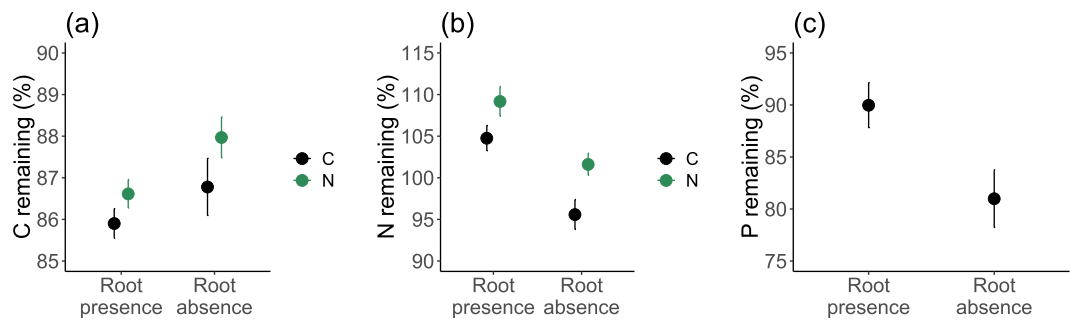 (a)
C remaining (%)
90
88
87
86
85
Root presence
Root absence
C
N
(b)
N remaining (%)
115
110
105
100
95
90
Root presence
Root absence
C
N
(c)
P remaining (%)
95
90
85
80
75
Root presence
Root absence